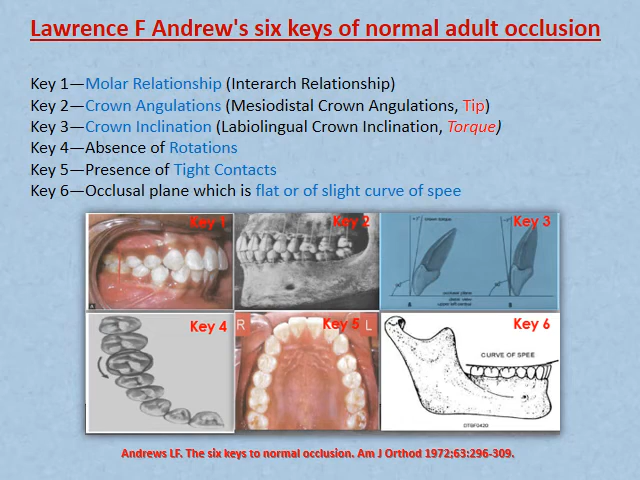 Lawrence F Andrew's six keys of normal adult occlusion
Key 1—Molar Relationship (Interarch Relationship)
Key 2—Crown Angulations (Mesiodistal Crown Angulations, Tip)
Key 3—Crown Inclination (Labiolingual Crown Inclination, Torque)
Key 4—Absence of Rotations
Key 5—Presence of Tight Contacts
Key 6—Occlusal plane which is flat or of slight curve of spee
Key 1
Key 2
Key 3
A
B
Key 4
R
Key 5
L
Key 6
CURVE OF SPEE
Andrews LF. The six keys to normal occlusion. Am J Orthod 1972;63:296-309.